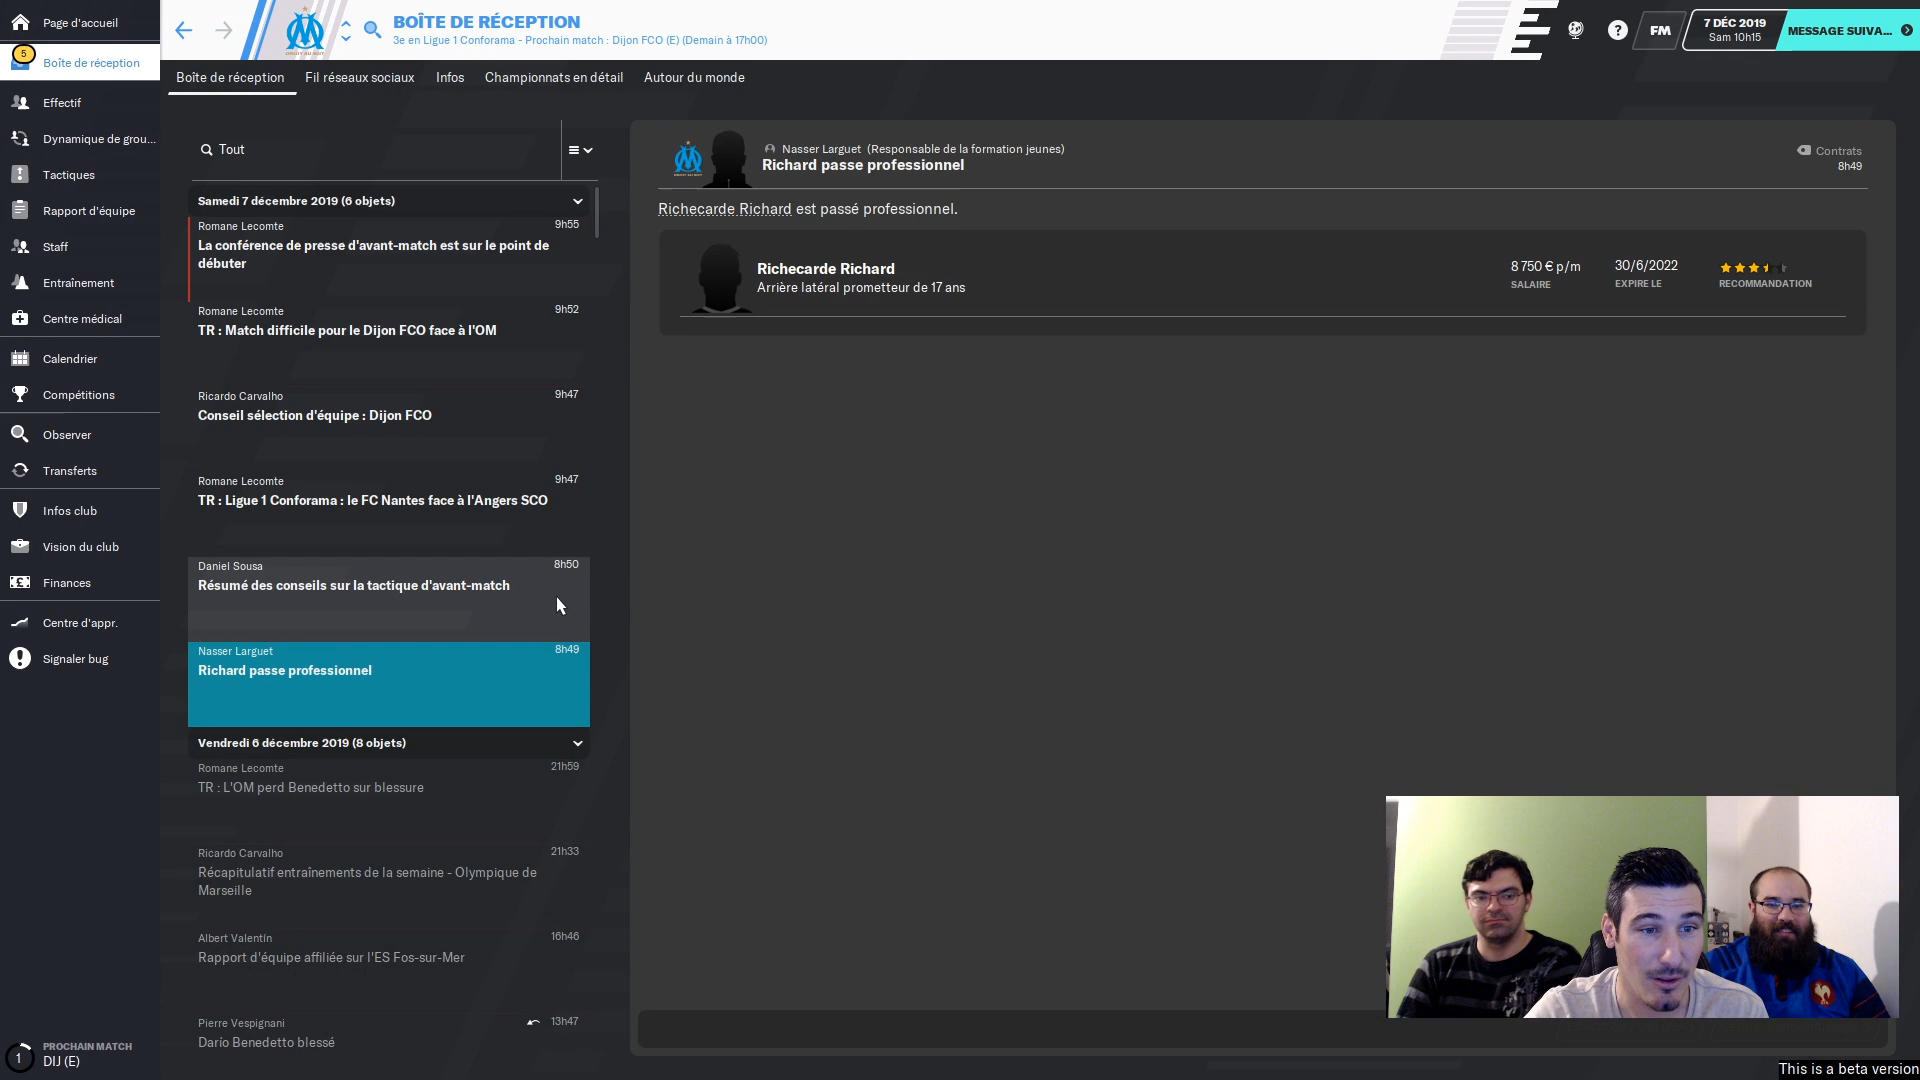 Page d'accueil
5
Boîte de réception
Effectif
Dynamique de grou...
Tactiques
Rapport d'équipe
Staff
Entraînement
Centre médical
Calendrier
Compétitions
Observer
Transferts
Infos club
Vision du club
Finances
Centre d'appr.
Signaler bug
1
PROCHAIN MATCH
DIJ (E)
BOÎTE DE RÉCEPTION
3e en Ligue 1 Conforama - Prochain match : Dijon FCO (E) (Demain à 17h00)
?
FM
7 DÉC 2019
Sam 10h15
MESSAGE SUIVA...
Boîte de réception
Fil réseaux sociaux
Infos
Championnats en détail
Autour du monde
Tout
Samedi 7 décembre 2019 (6 objets)
Romane Lecomte 9h55
La conférence de presse d'avant-match est sur le point de
débuter
Romane Lecomte 9h52
TR : Match difficile pour le Dijon FCO face à l'OM
Ricardo Carvalho 9h47
Conseil sélection d'équipe : Dijon FCO
Romane Lecomte 9h47
TR : Ligue 1 Conforama : le FC Nantes face à l'Angers SCO
Daniel Sousa 8h50
Résumé des conseils sur la tactique d'avant-match
Nasser Larguet 8h49
Richard passe professionnel
Vendredi 6 décembre 2019 (8 objets)
Romane Lecomte 21h59
TR : L'OM perd Benedetto sur blessure
Ricardo Carvalho 21h33
Récapitulatif entraînements de la semaine - Olympique de
Marseille
Albert Valentín 16h46
Rapport d'équipe affiliée sur l'ES Fos-sur-Mer
Pierre Vespignani 13h47
Darío Benedetto blessé
Nasser Larguet (Responsable de la formation jeunes)
Richard passe professionnel
Contrats
8h49
Richecarde Richard est passé professionnel.
Richecarde Richard
Arrière latéral prometteur de 17 ans
8 750 € p/m
SALAIRE
30/6/2022
EXPIRE LE
RECOMMANDATION
This is a beta version